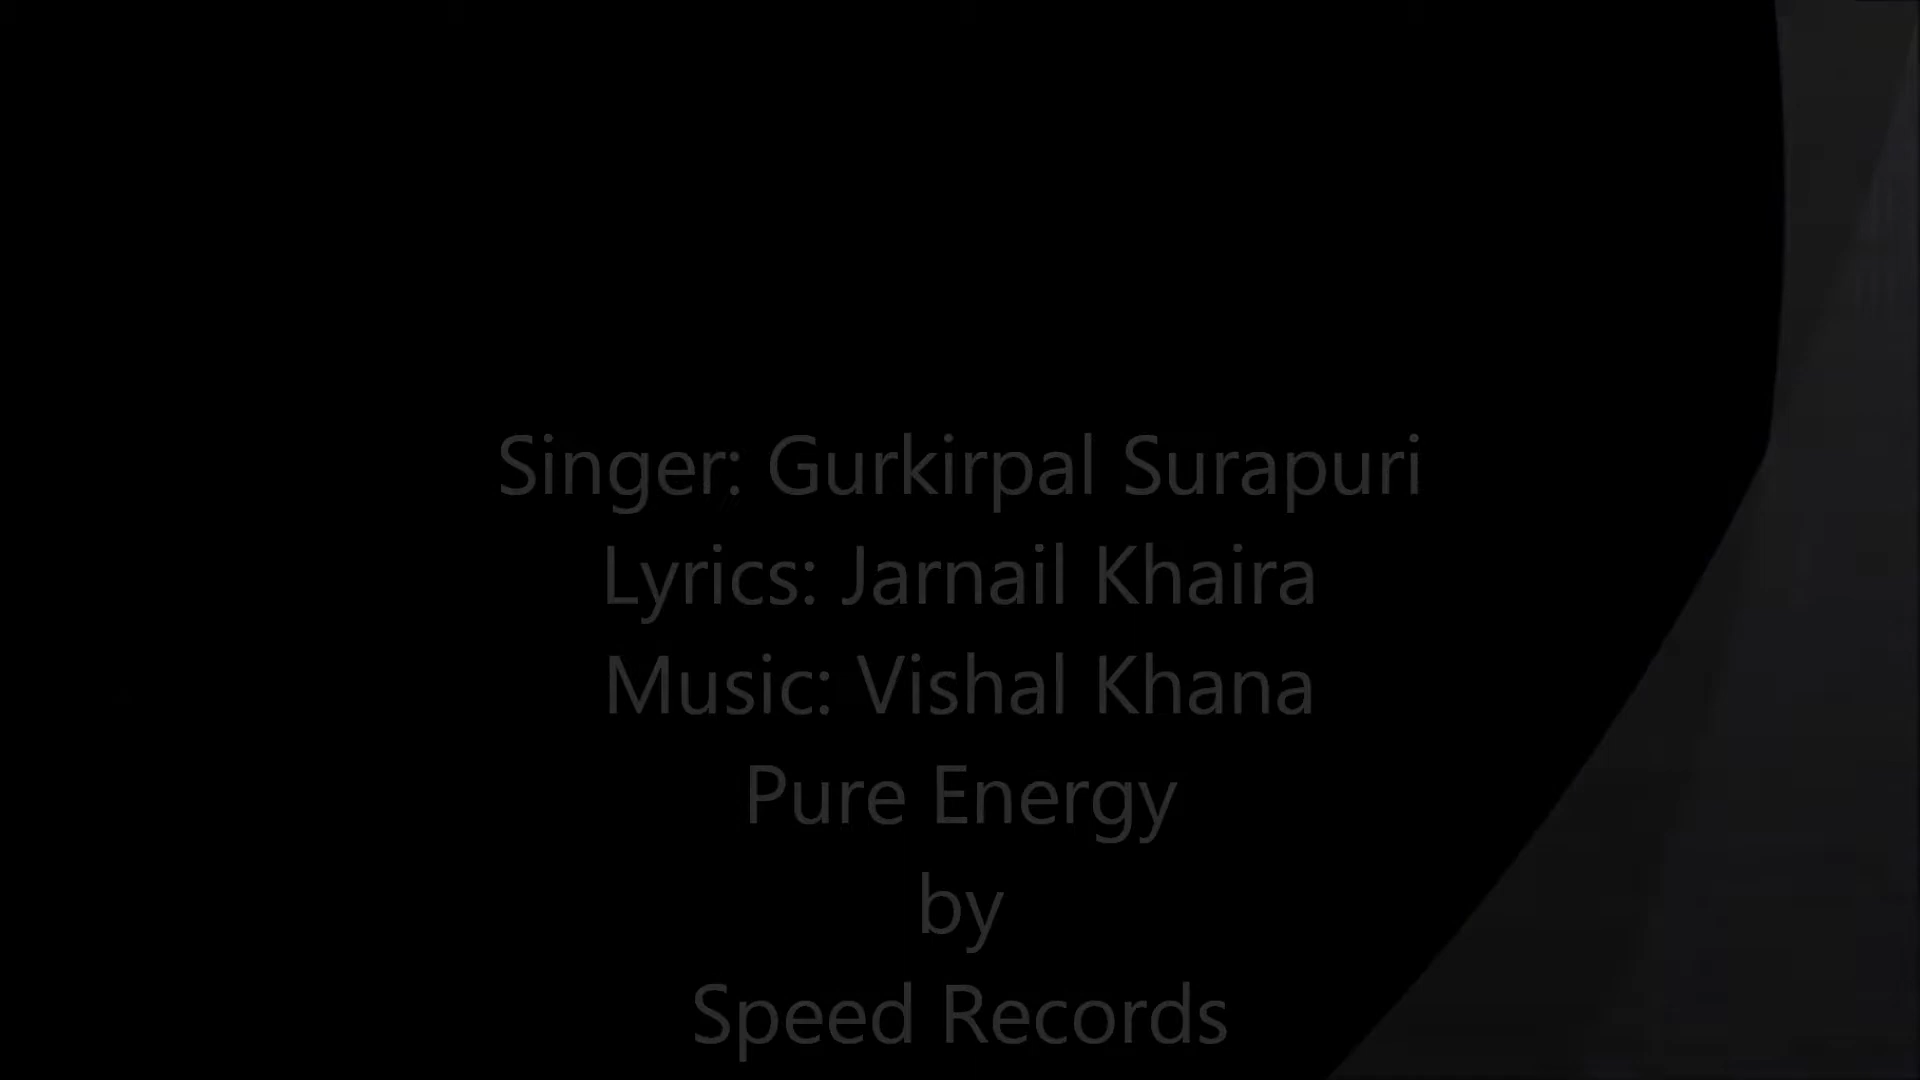 Singer: Gurkirpal Surapuri
Lyrics: Jarnail Khaira
Music: Vishal Khana
Pure Energy
by
Speed Records